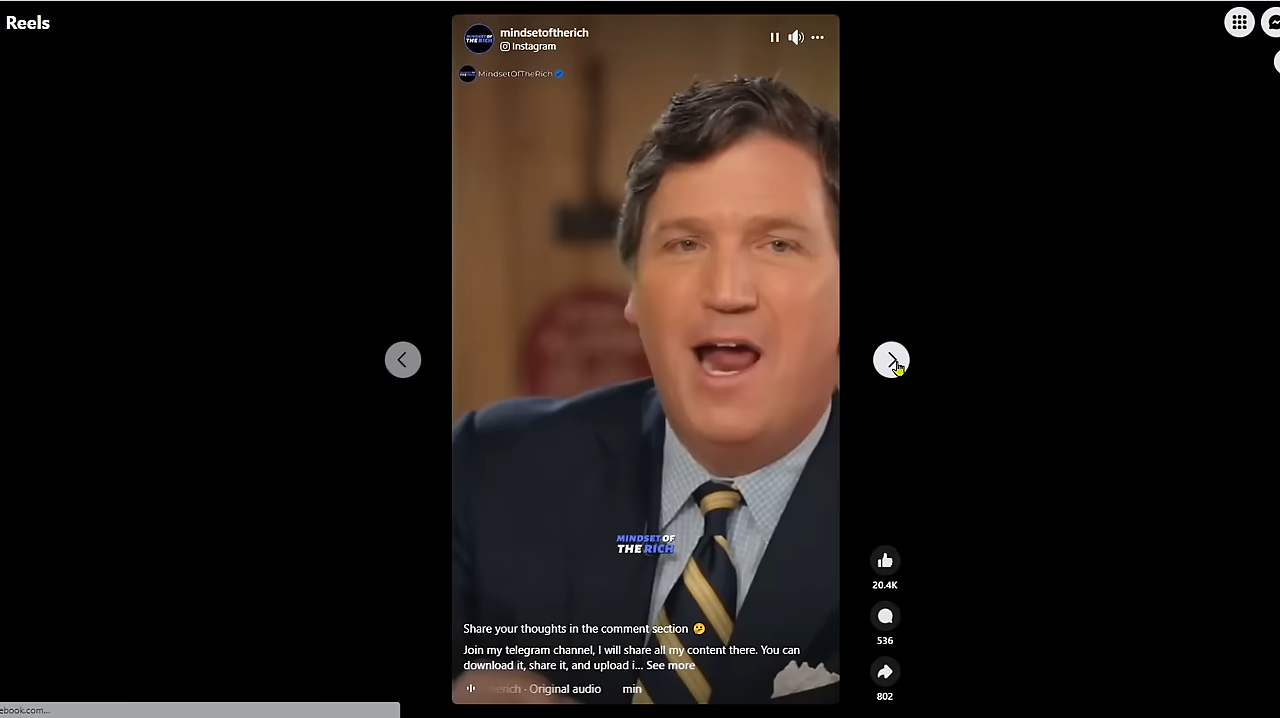 Reels
mindsetoftherich
Instagram
MindsetOfTheRich
MINDSET OF
THE RICH
Share your thoughts in the comment section 🤔
Join my telegram channel, I will share all my content there. You can
download it, share it, and upload i... See more
erich · Original audio min
20.4K
536
802
ebook.com...